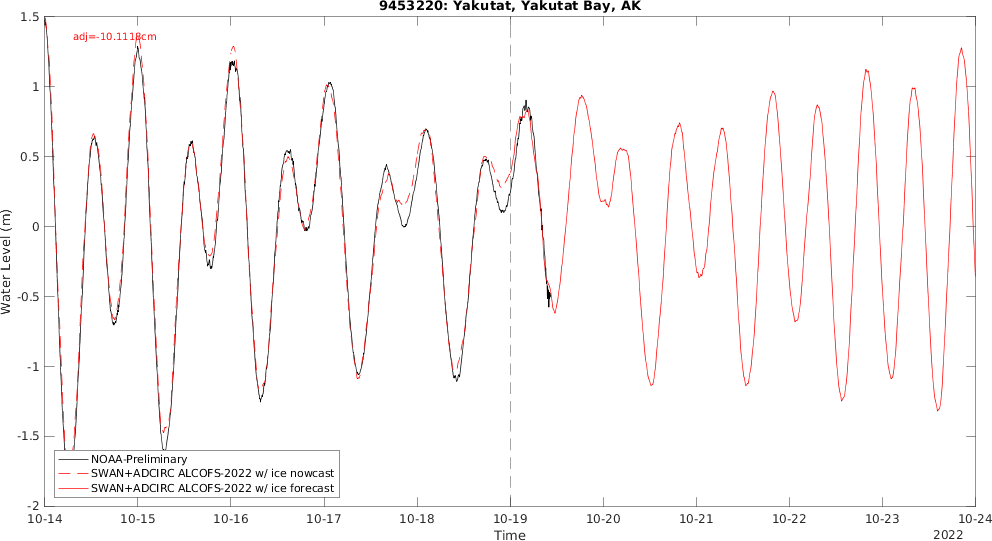 9453220: Yakutat, Yakutat Bay, AK
adj=-10.1118cm
1.5
1
0.5
0
-0.5
-1
-1.5
-2
Water Level (m)
NOAA-Preliminary
SWAN+ADCIRC ALCOFS-2022 w/ ice nowcast
SWAN+ADCIRC ALCOFS-2022 w/ ice forecast
10-14 10-15 10-16 10-17 10-18 10-19 10-20 10-21 10-22 10-23 10-24
Time
2022